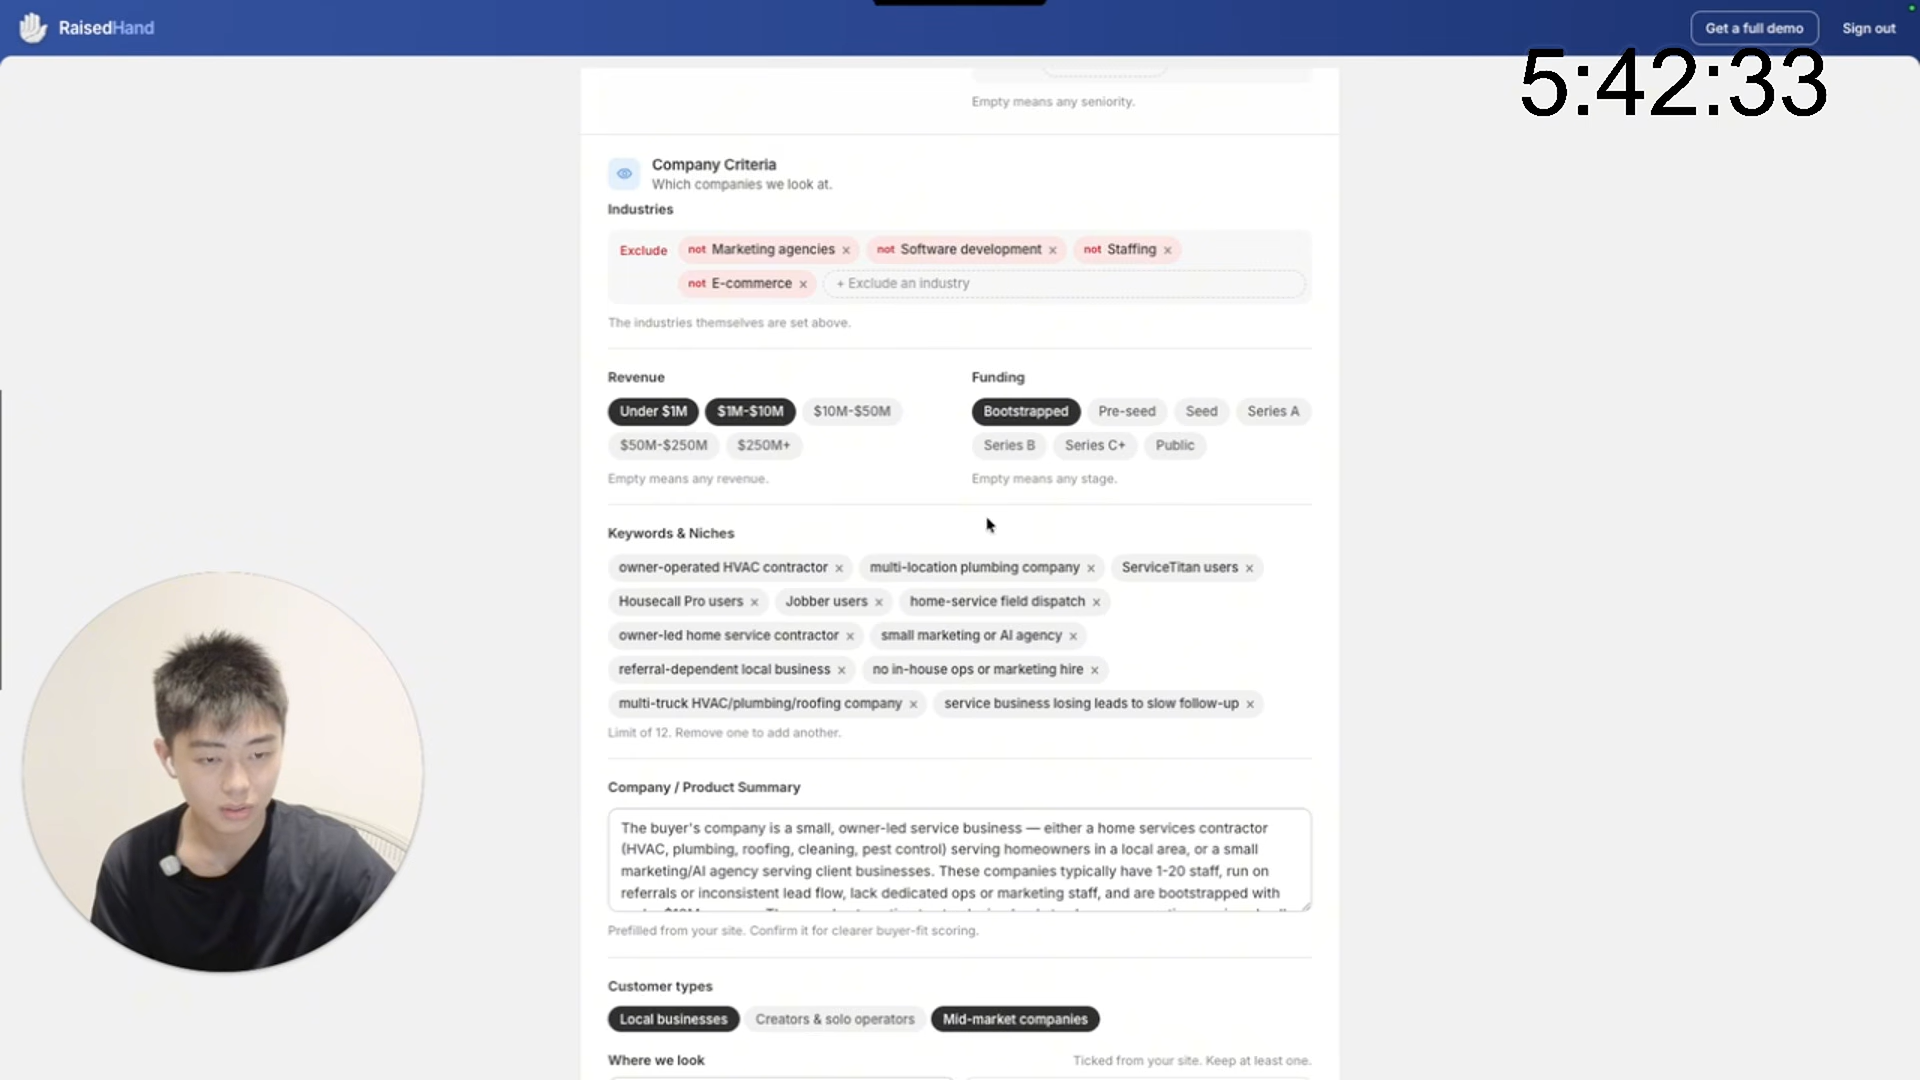 RaisedHand
Get a full demo
Sign out
5:42:33
Empty means any seniority.
Company Criteria
Which companies we look at.
Industries
Exclude
not Marketing agencies ×
not Software development ×
not Staffing ×
not E-commerce ×
+ Exclude an industry
The industries themselves are set above.
Revenue
Under $1M
$1M-$10M
$10M-$50M
$50M-$250M
$250M+
Empty means any revenue.
Funding
Bootstrapped
Pre-seed
Seed
Series A
Series B
Series C+
Public
Empty means any stage.
Keywords & Niches
owner-operated HVAC contractor ×
multi-location plumbing company ×
ServiceTitan users ×
Housecall Pro users ×
Jobber users ×
home-service field dispatch ×
owner-led home service contractor ×
small marketing or AI agency ×
referral-dependent local business ×
no in-house ops or marketing hire ×
multi-truck HVAC/plumbing/roofing company ×
service business losing leads to slow follow-up ×
Limit of 12. Remove one to add another.
Company / Product Summary
The buyer's company is a small, owner-led service business — either a home services contractor
(HVAC, plumbing, roofing, cleaning, pest control) serving homeowners in a local area, or a small
marketing/AI agency serving client businesses. These companies typically have 1-20 staff, run on
referrals or inconsistent lead flow, lack dedicated ops or marketing staff, and are bootstrapped with
Prefilled from your site. Confirm it for clearer buyer-fit scoring.
Customer types
Local businesses
Creators & solo operators
Mid-market companies
Where we look
Ticked from your site. Keep at least one.